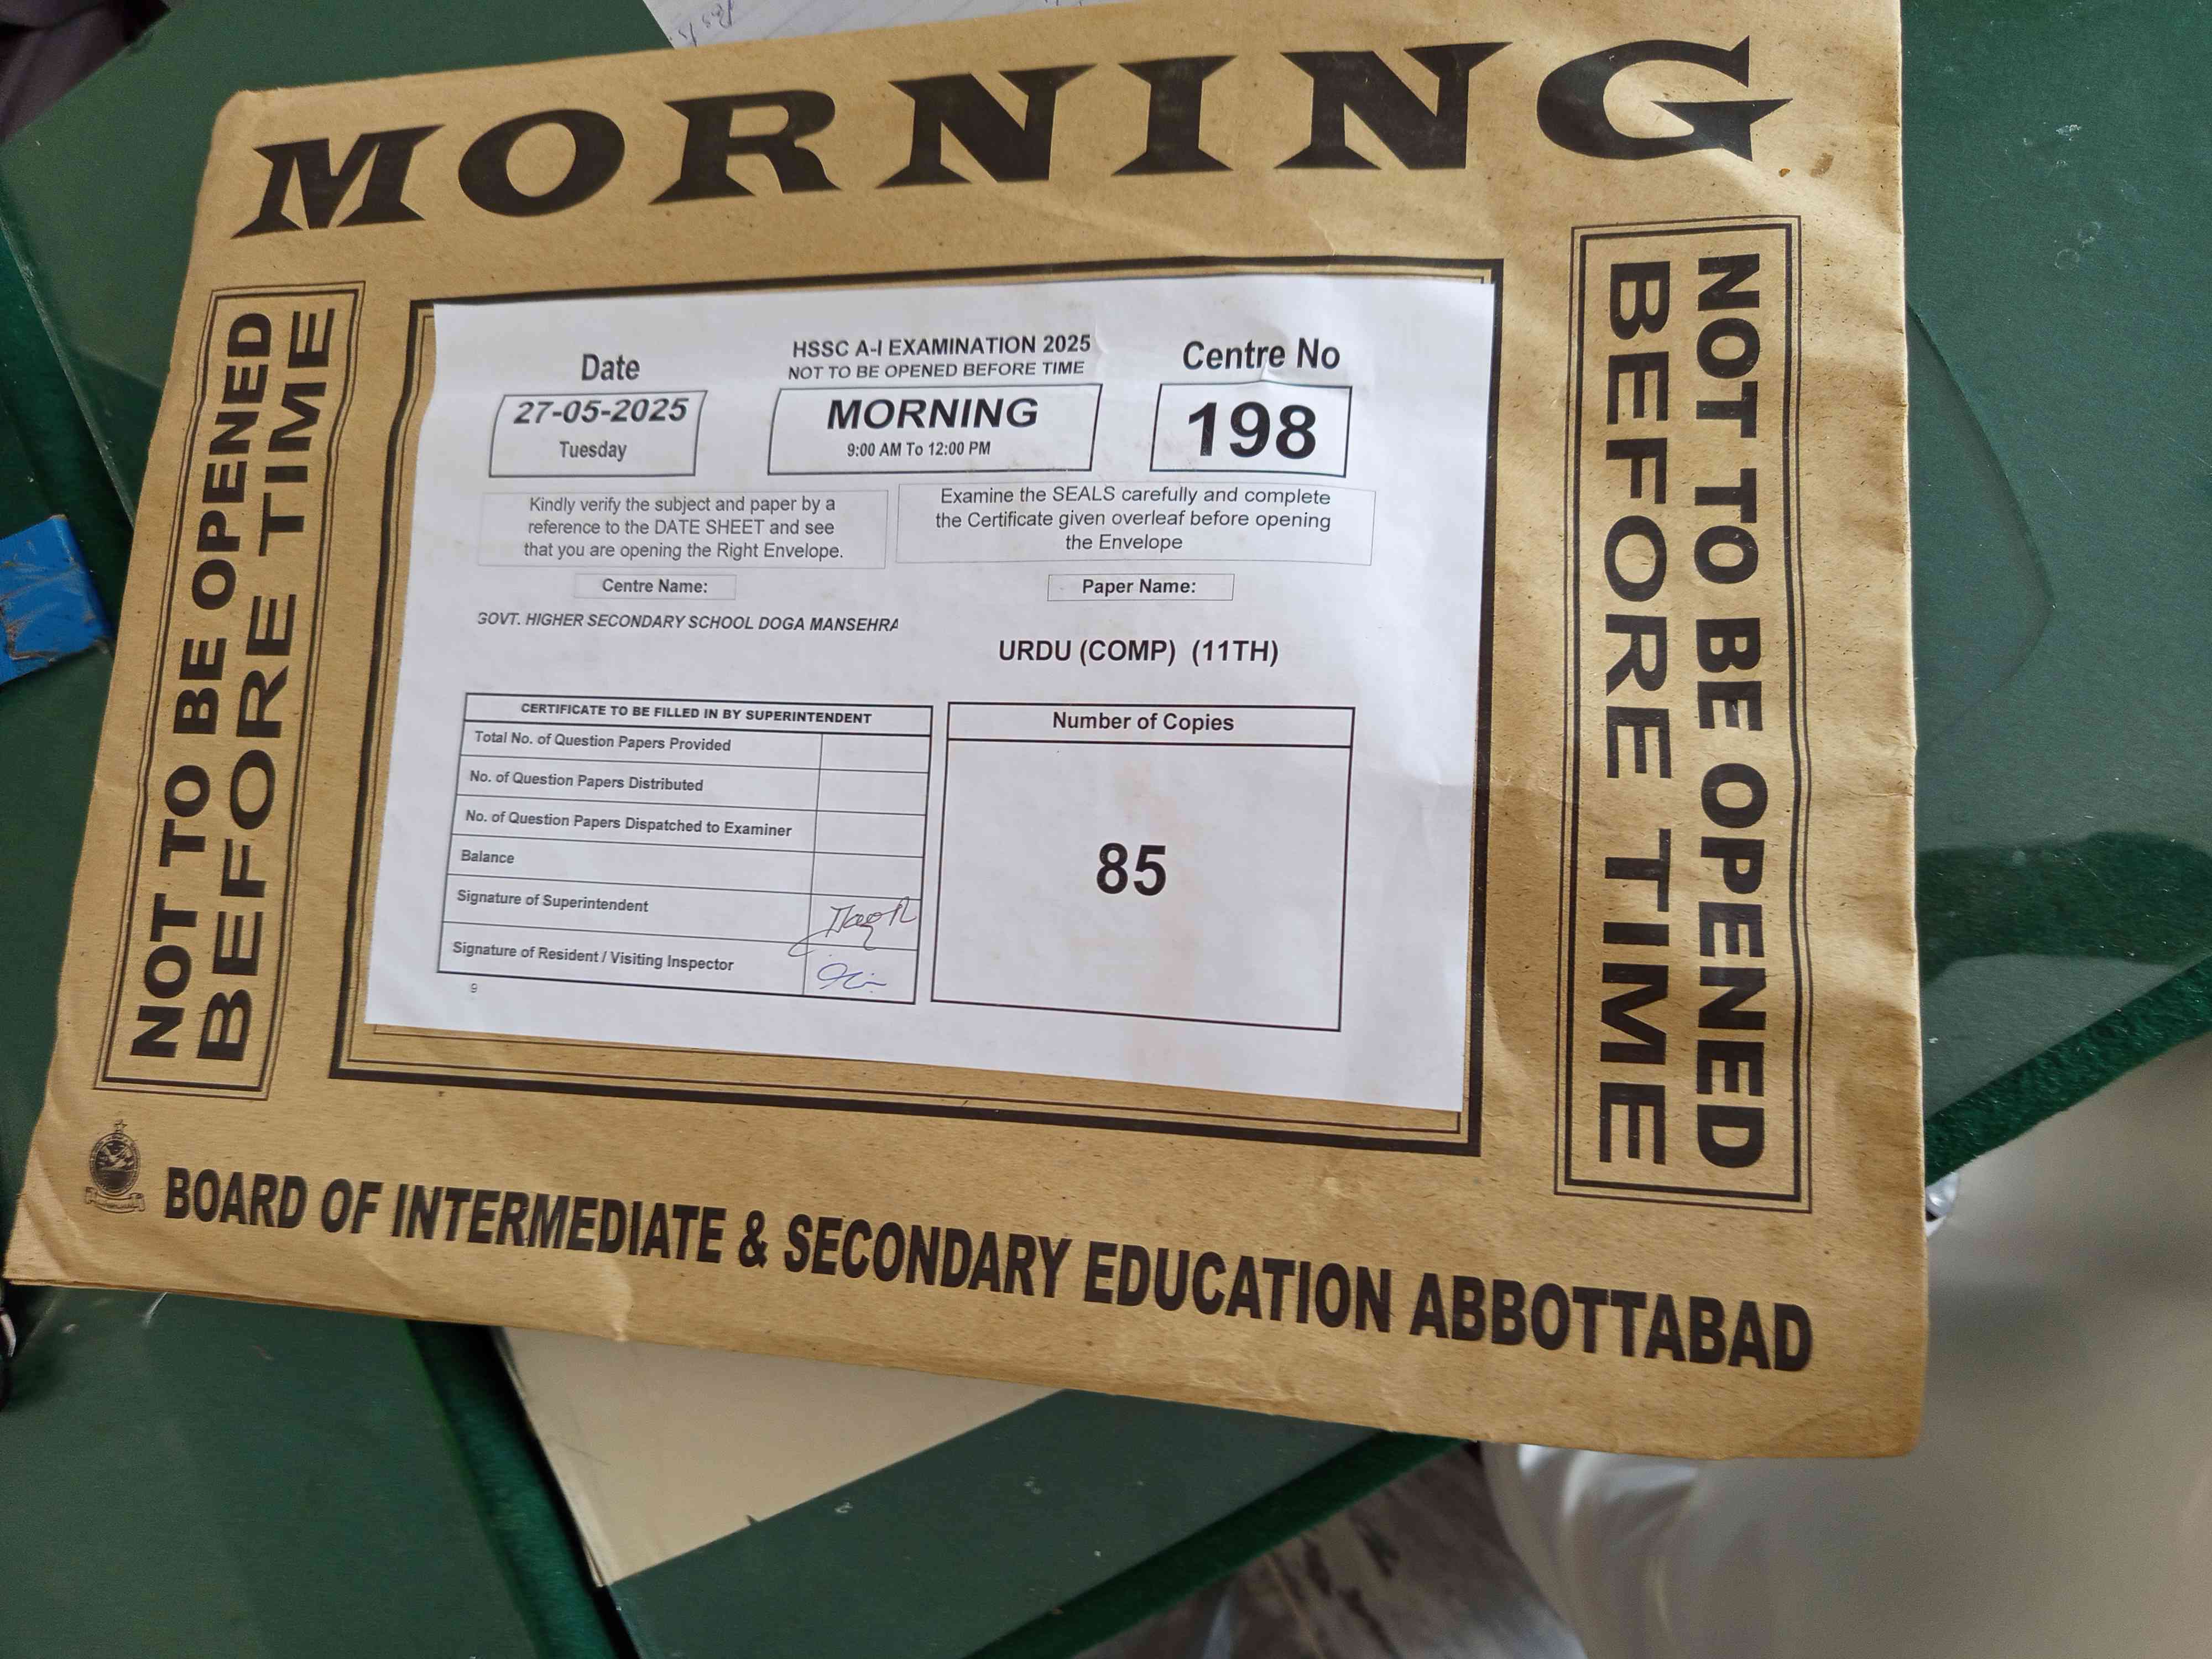 MORNING
NOT TO BE OPENED
BEFORE TIME
Date
27-05-2025
Tuesday
HSSC A-I EXAMINATION 2025
NOT TO BE OPENED BEFORE TIME
MORNING
9:00 AM To 12:00 PM
Centre No
198
Kindly verify the subject and paper by a
reference to the DATE SHEET and see
that you are opening the Right Envelope.
Examine the SEALS carefully and complete
the Certificate given overleaf before opening
the Envelope
Centre Name:
GOVT. HIGHER SECONDARY SCHOOL DOGA MANSEHRA
Paper Name:
URDU (COMP) (11TH)
CERTIFICATE TO BE FILLED IN BY SUPERINTENDENT
Total No. of Question Papers Provided
No. of Question Papers Distributed
No. of Question Papers Dispatched to Examiner
Balance
Signature of Superintendent
Signature of Resident / Visiting Inspector
9
Number of Copies
85
NOT TO BE OPENED
BEFORE TIME
BOARD OF INTERMEDIATE & SECONDARY EDUCATION ABBOTTABAD